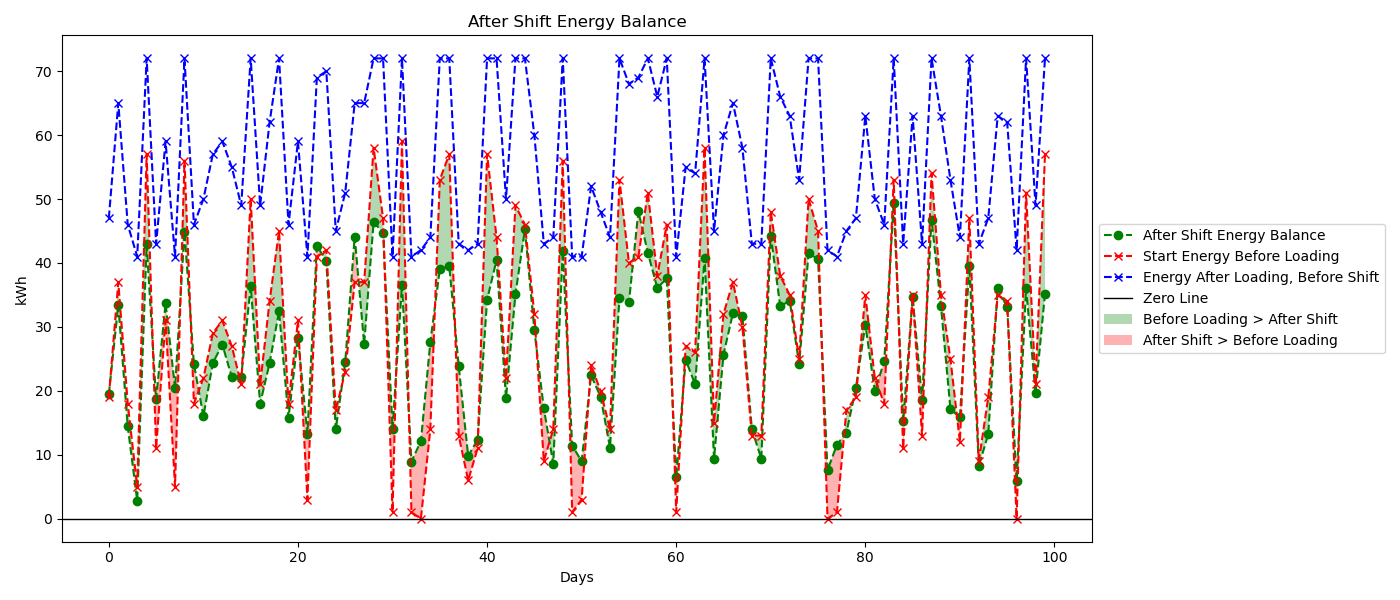 After Shift Energy Balance
kWh
70
60
50
40
30
20
10
0
0 20 40 60 80 100
Days
After Shift Energy Balance
Start Energy Before Loading
Energy After Loading, Before Shift
Zero Line
Before Loading > After Shift
After Shift > Before Loading